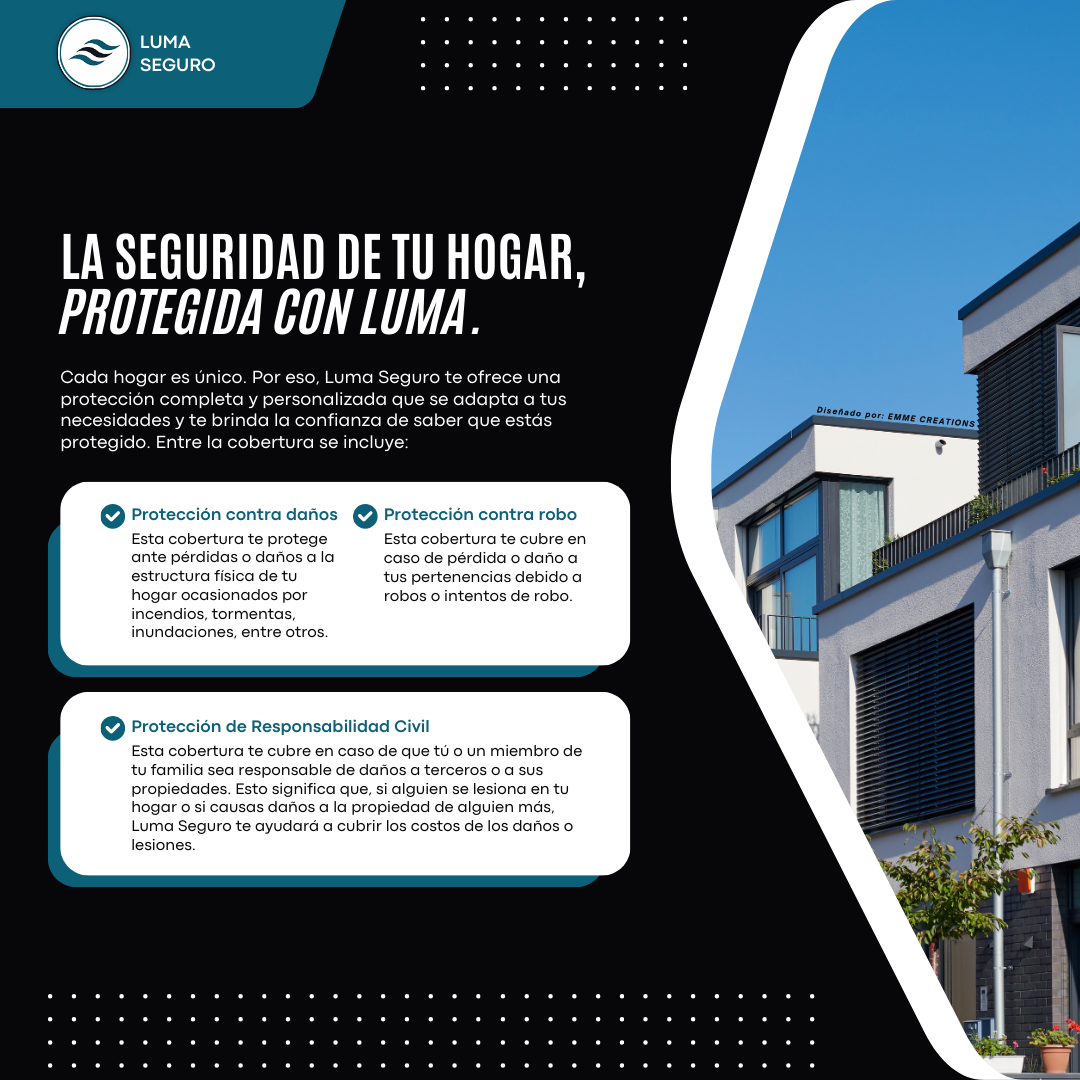 LUMA
SEGURO
LA SEGURIDAD DE TU HOGAR,
PROTEGIDA CON LUMA.
Cada hogar es único. Por eso, Luma Seguro te ofrece una
protección completa y personalizada que se adapta a tus
necesidades y te brinda la confianza de saber que estás
protegido. Entre la cobertura se incluye:
Diseñado por: EMME CREATIONS
Protección contra daños
Esta cobertura te protege
ante pérdidas o daños a la
estructura física de tu
hogar ocasionados por
incendios, tormentas,
inundaciones, entre otros.
Protección contra robo
Esta cobertura te cubre en
caso de pérdida o daño a
tus pertenencias debido a
robos o intentos de robo.
Protección de Responsabilidad Civil
Esta cobertura te cubre en caso de que tú o un miembro de
tu familia sea responsable de daños a terceros o a sus
propiedades. Esto significa que, si alguien se lesiona en tu
hogar o si causas daños a la propiedad de alguien más,
Luma Seguro te ayudará a cubrir los costos de los daños o
lesiones.